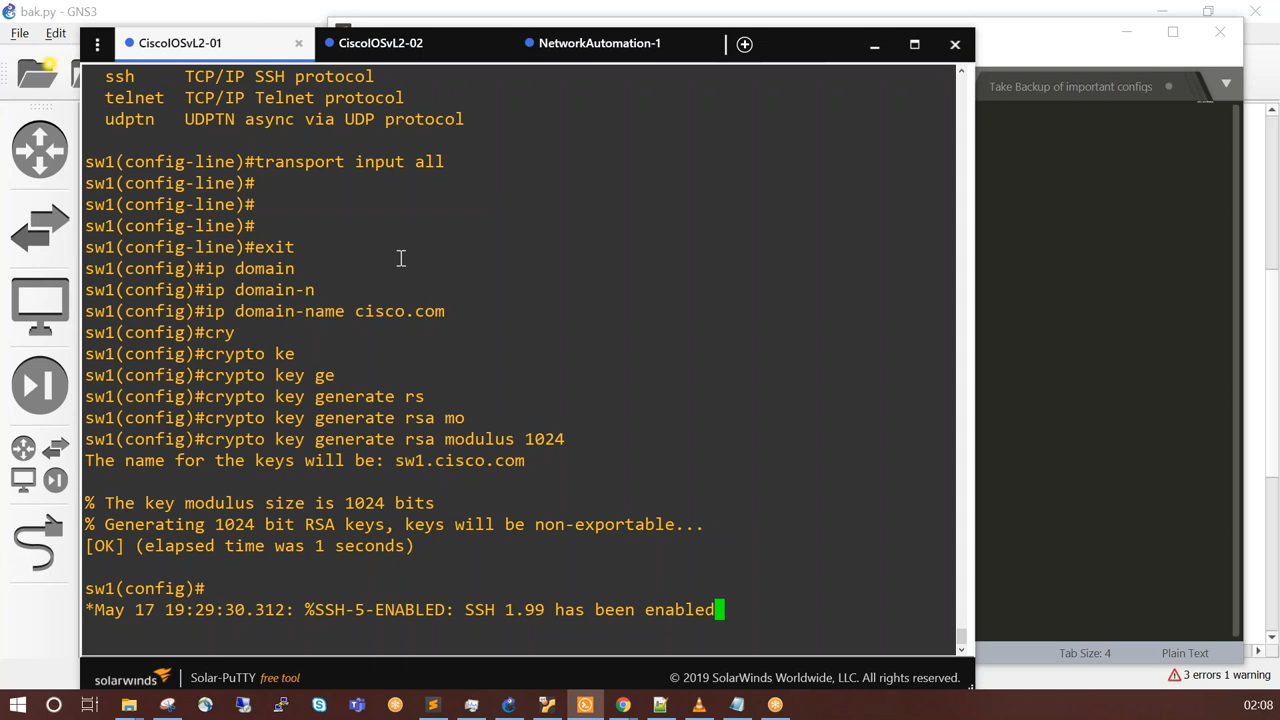 bak.py - GNS3
File Edit
CiscoIOSvL2-01
CiscoIOSvL2-02
NetworkAutomation-1
Take Backup of important configs
ssh TCP/IP SSH protocol
telnet TCP/IP Telnet protocol
udptn UDPTN async via UDP protocol
sw1(config-line)#transport input all
sw1(config-line)#
sw1(config-line)#
sw1(config-line)#
sw1(config-line)#exit
sw1(config)#ip domain
sw1(config)#ip domain-n
sw1(config)#ip domain-name cisco.com
sw1(config)#cry
sw1(config)#crypto ke
sw1(config)#crypto key ge
sw1(config)#crypto key generate rs
sw1(config)#crypto key generate rsa mo
sw1(config)#crypto key generate rsa modulus 1024
The name for the keys will be: sw1.cisco.com
% The key modulus size is 1024 bits
% Generating 1024 bit RSA keys, keys will be non-exportable...
[OK] (elapsed time was 1 seconds)
sw1(config)#
*May 17 19:29:30.312: %SSH-5-ENABLED: SSH 1.99 has been enabled
Tab Size: 4 Plain Text
solarwinds Solar-PuTTY free tool
© 2019 SolarWinds Worldwide, LLC. All rights reserved.
3 errors 1 warning
02:08